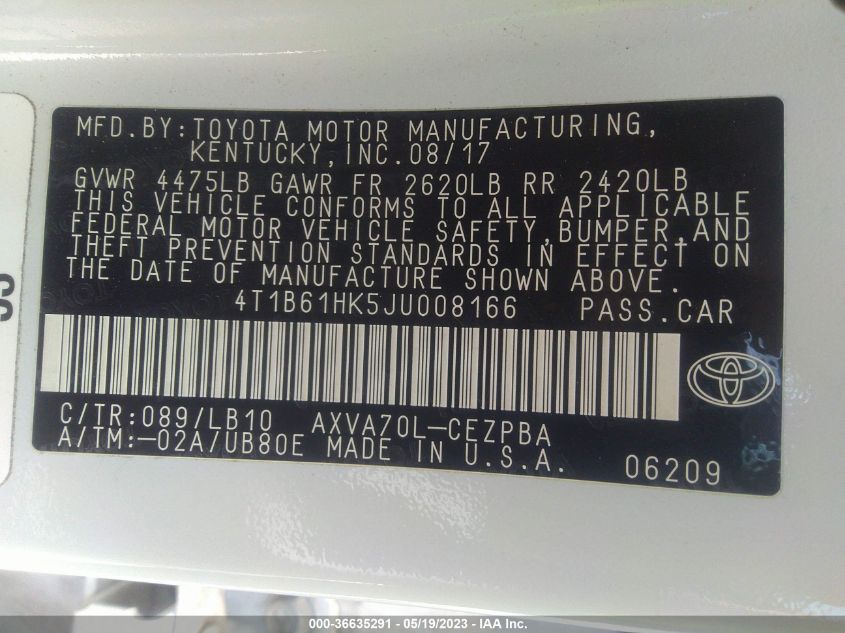 MFD.BY:TOYOTA MOTOR MANUFACTURING,
KENTUCKY,INC.08/17
GVWR 4475LB GAWR FR 2620LB RR 2420LB
THIS VEHICLE CONFORMS TO ALL APPLICABLE
FEDERAL MOTOR VEHICLE SAFETY,BUMPER,AND
THEFT PREVENTION STANDARDS IN EFFECT ON
THE DATE OF MANUFACTURE SHOWN ABOVE.
4T1B61HK5JU008166 PASS.CAR
C/TR:089/LB10 AXVA70L-CEZPBA
A/TM:-02A/UB80E MADE IN U.S.A.
06209
000-36635291 - 05/19/2023 - IAA Inc.